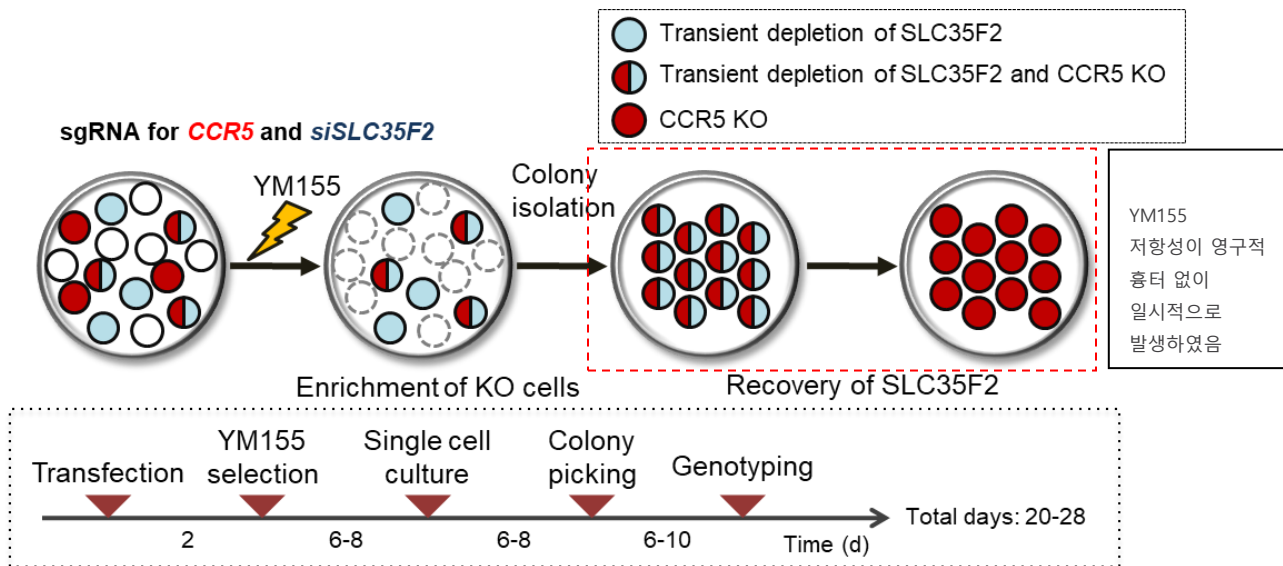 Transient depletion of SLC35F2
Transient depletion of SLC35F2 and CCR5 KO
CCR5 KO
sgRNA for CCR5 and siSLC35F2
YM155
Colony
isolation
YM155
저항성이 영구적
흉터 없이
일시적으로
발생하였음
Enrichment of KO cells
Recovery of SLC35F2
Transfection
YM155
selection
Single cell
culture
Colony
picking
Genotyping
2
6-8
6-8
6-10
Time (d)
Total days: 20-28